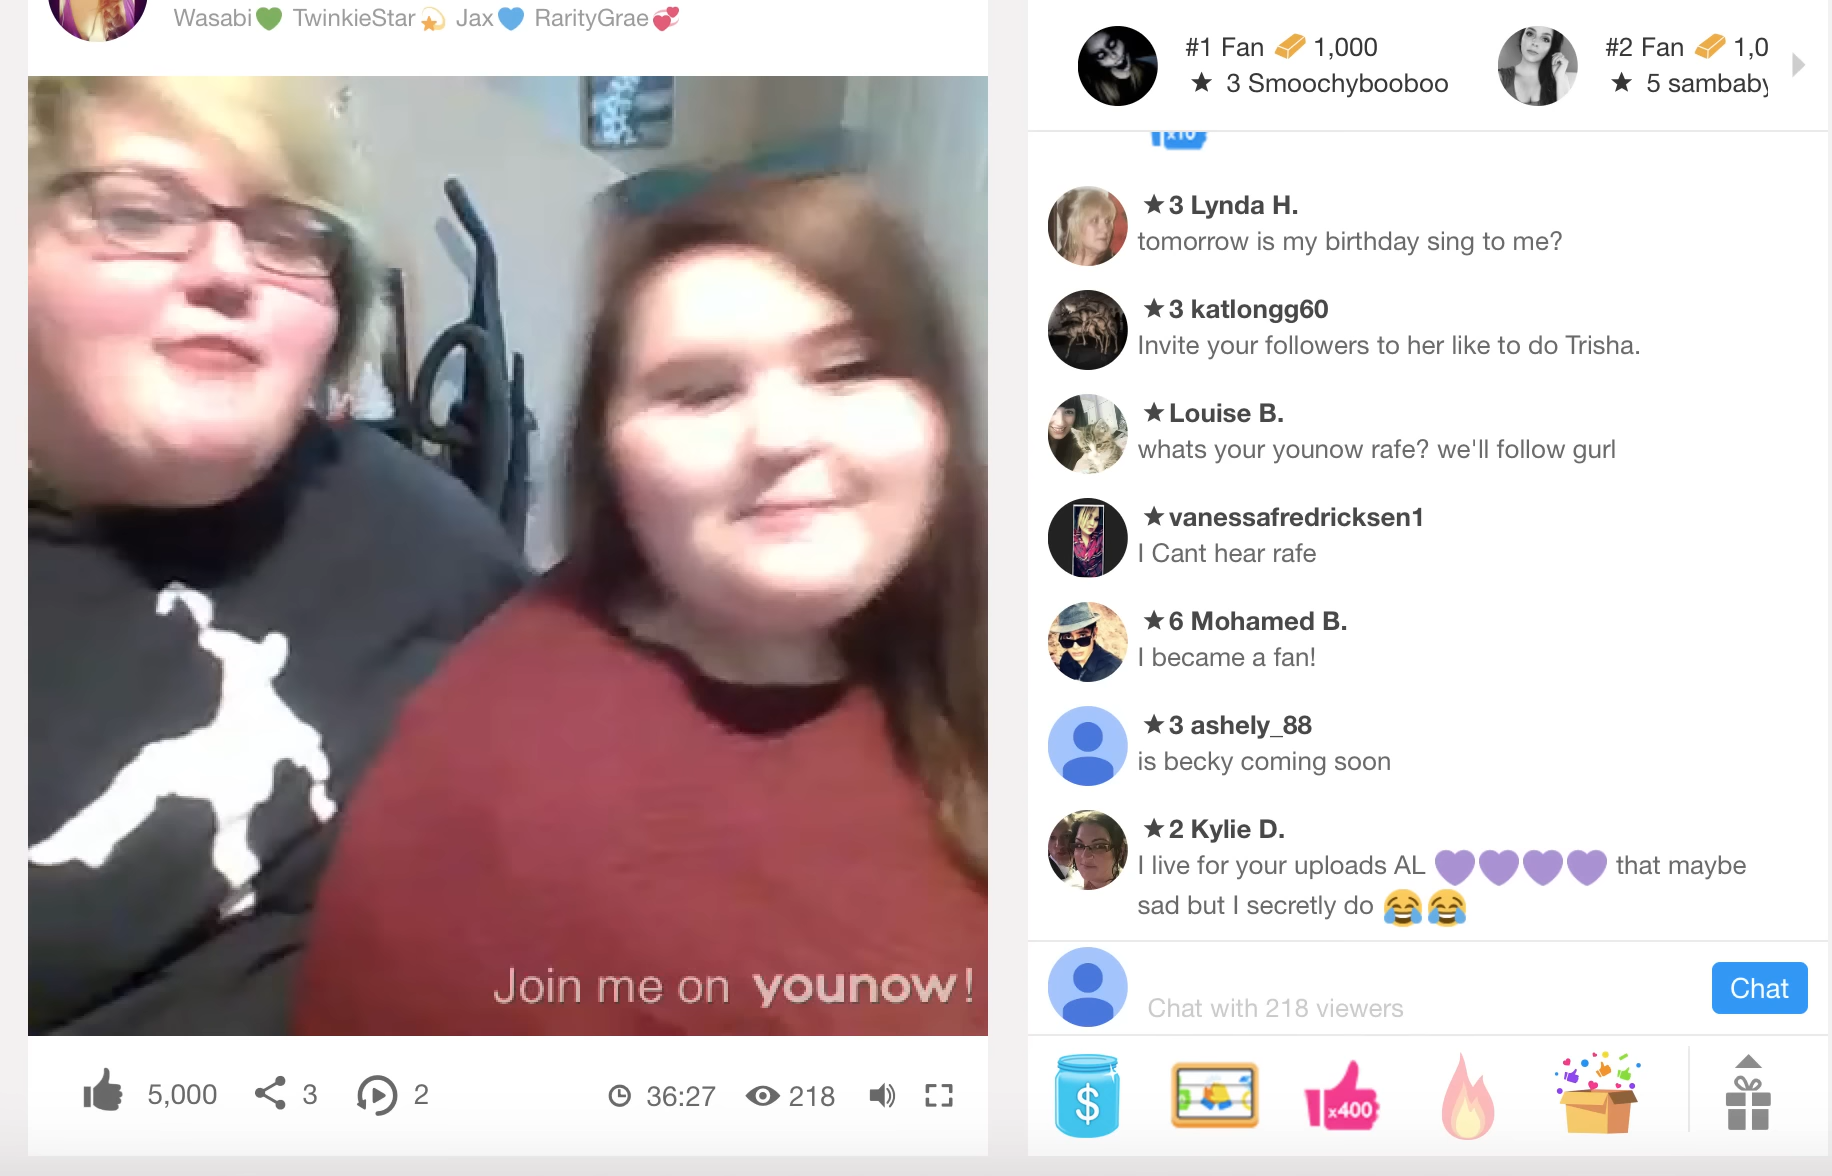 Wasabi💚 TwinkieStar💫 Jax💙 RarityGrae💞
#1 Fan 1,000
★ 3 Smoochybooboo
#2 Fan 1,0
★ 5 sambaby
x10
★3 Lynda H.
tomorrow is my birthday sing to me?
★3 katlongg60
Invite your followers to her like to do Trisha.
★Louise B.
whats your younow rafe? we'll follow gurl
★vanessafredricksen1
I Cant hear rafe
★6 Mohamed B.
I became a fan!
★3 ashely_88
is becky coming soon
★2 Kylie D.
I live for your uploads AL 💜💜💜💜 that maybe
sad but I secretly do 😂😂
Join me on younow!
Chat with 218 viewers
Chat
5,000 3 2 36:27 218
$
x400